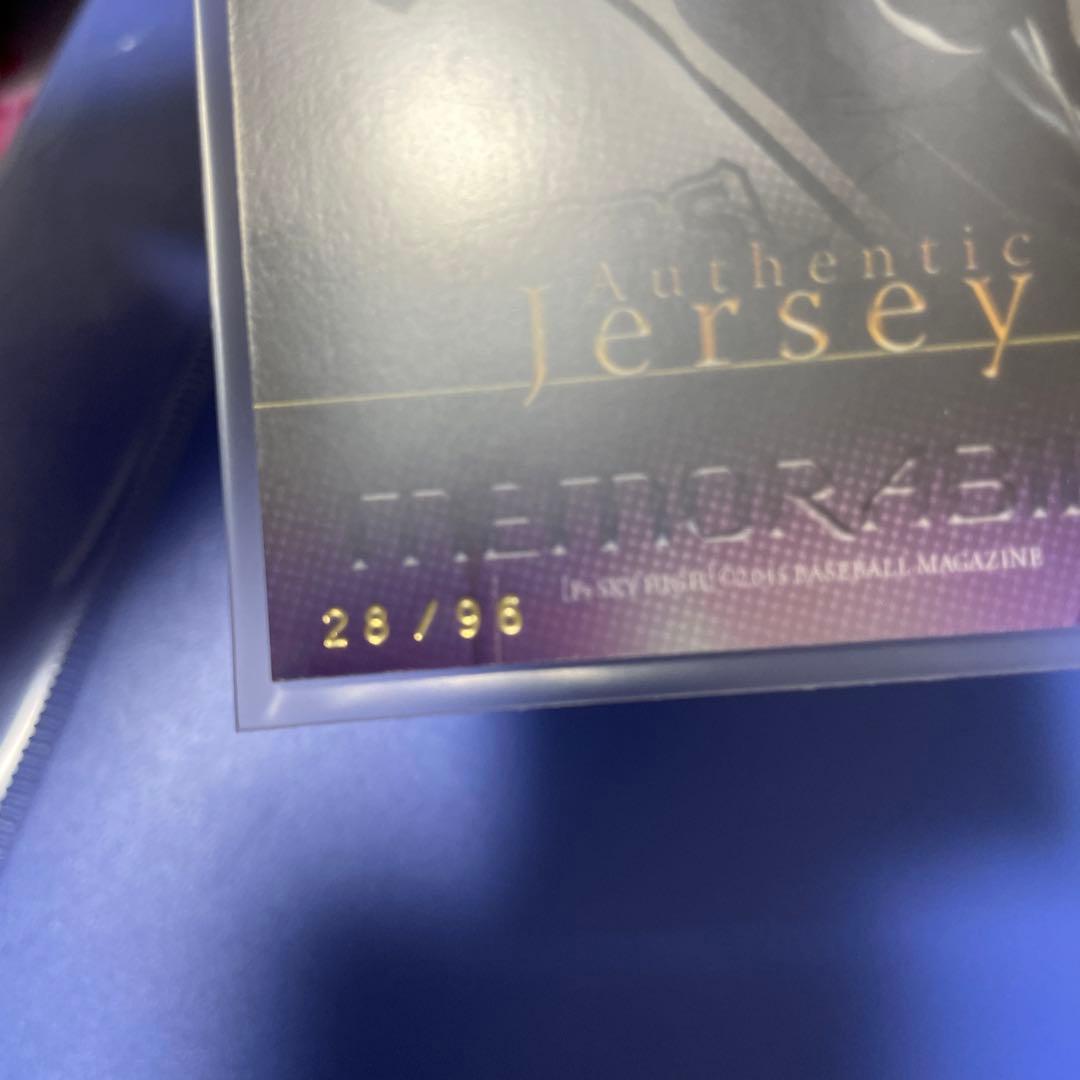 Authentic
Jersey
MEMORABI
©2015 BASEBALL MAGAZINE
28/96